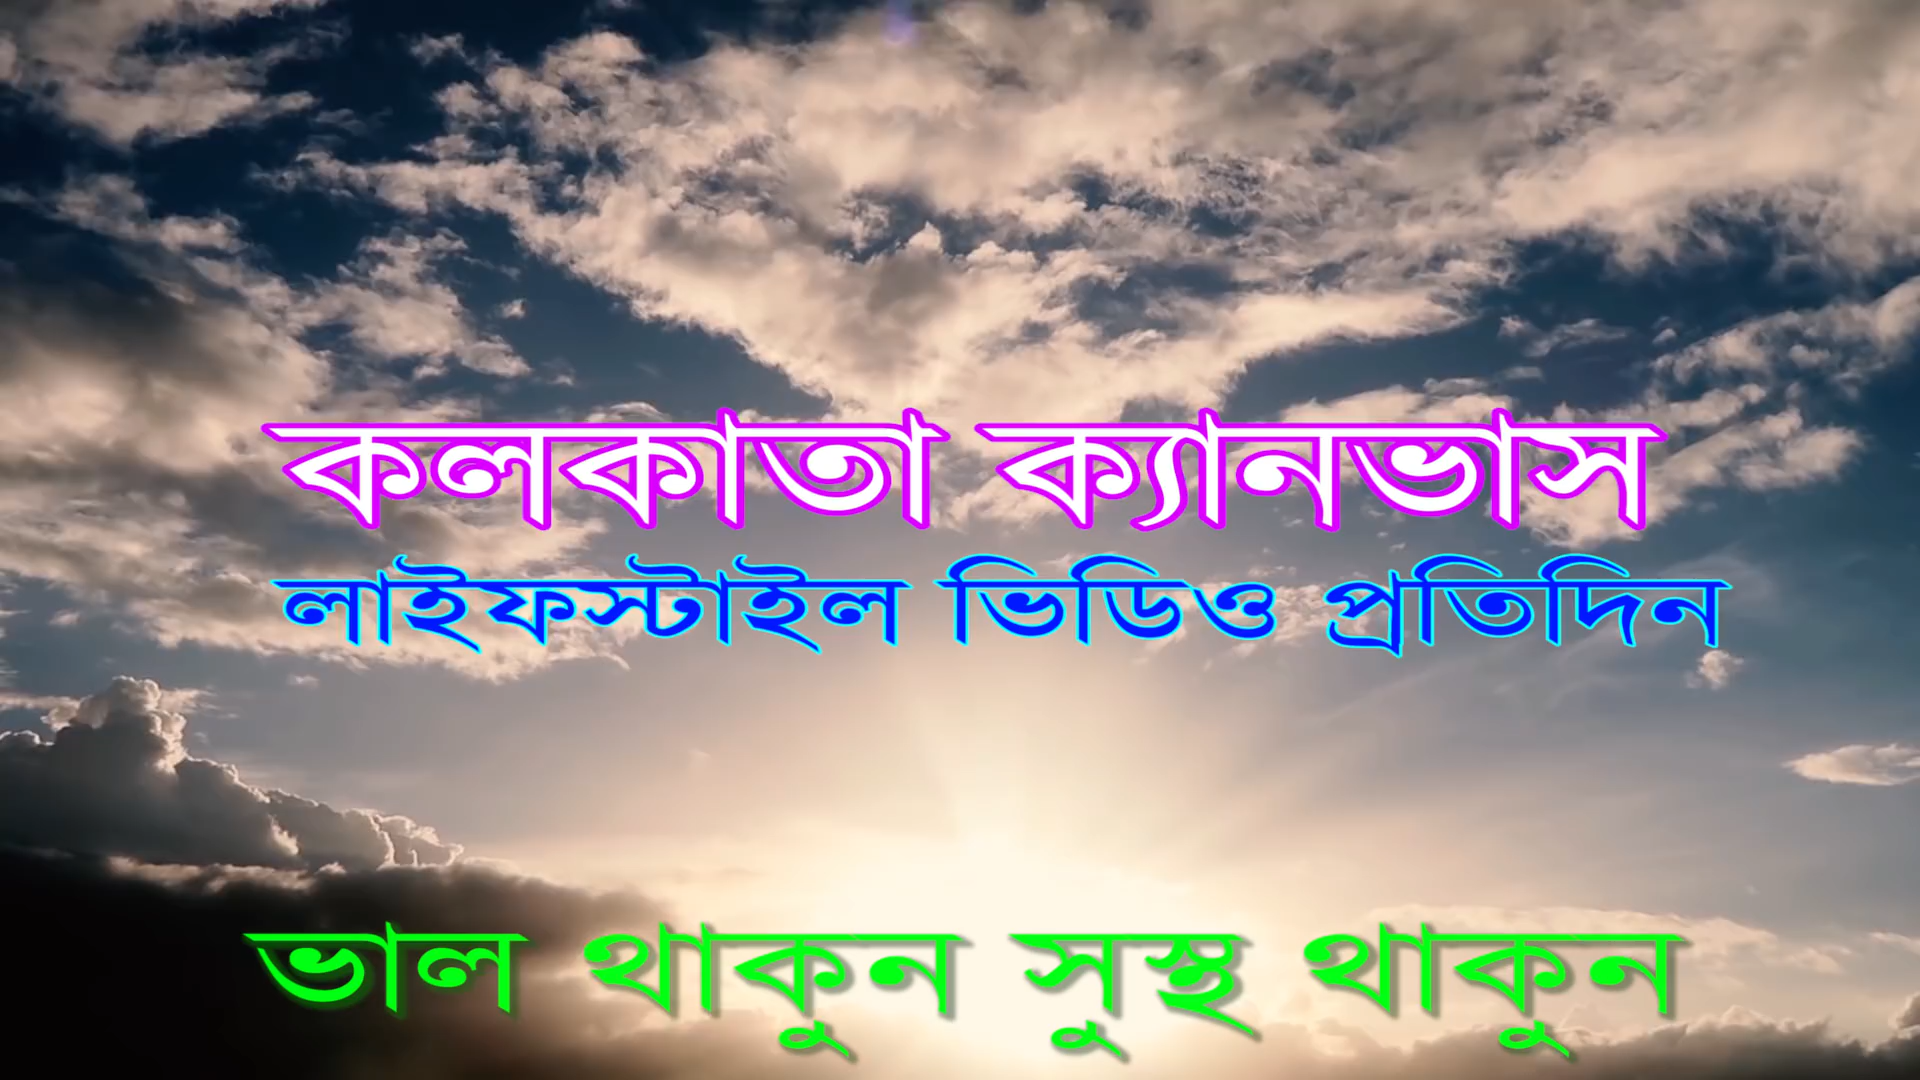 কলকাতা ক্যানভাস
লাইফস্টাইল ভিডিও প্রতিদিন
ভাল থাকুন সুস্থ থাকুন